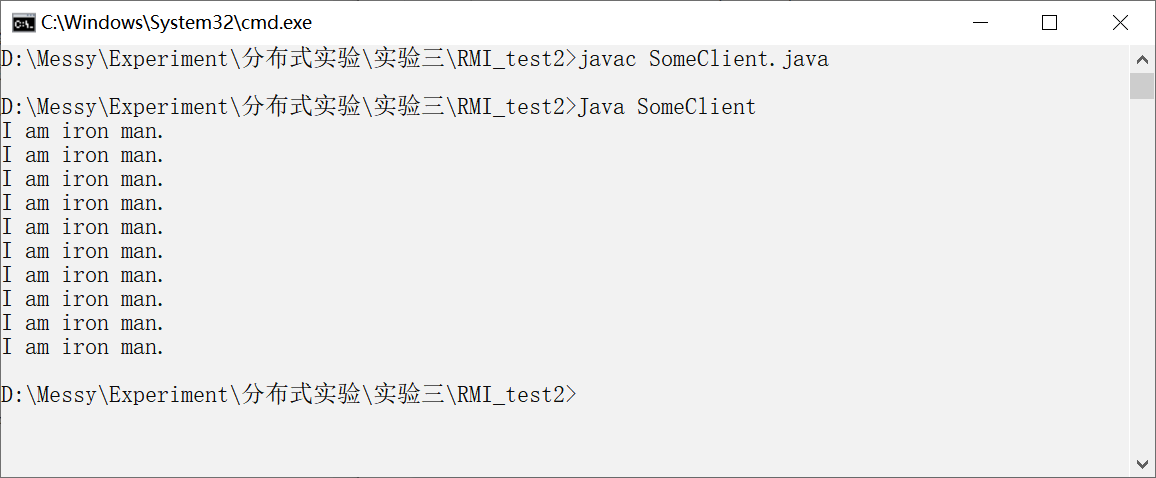 C:\Windows\System32\cmd.exe
D:\Messy\Experiment\分布式实验\实验三\RMI_test2>javac SomeClient.java
D:\Messy\Experiment\分布式实验\实验三\RMI_test2>Java SomeClient
I am iron man.
I am iron man.
I am iron man.
I am iron man.
I am iron man.
I am iron man.
I am iron man.
I am iron man.
I am iron man.
I am iron man.
D:\Messy\Experiment\分布式实验\实验三\RMI_test2>